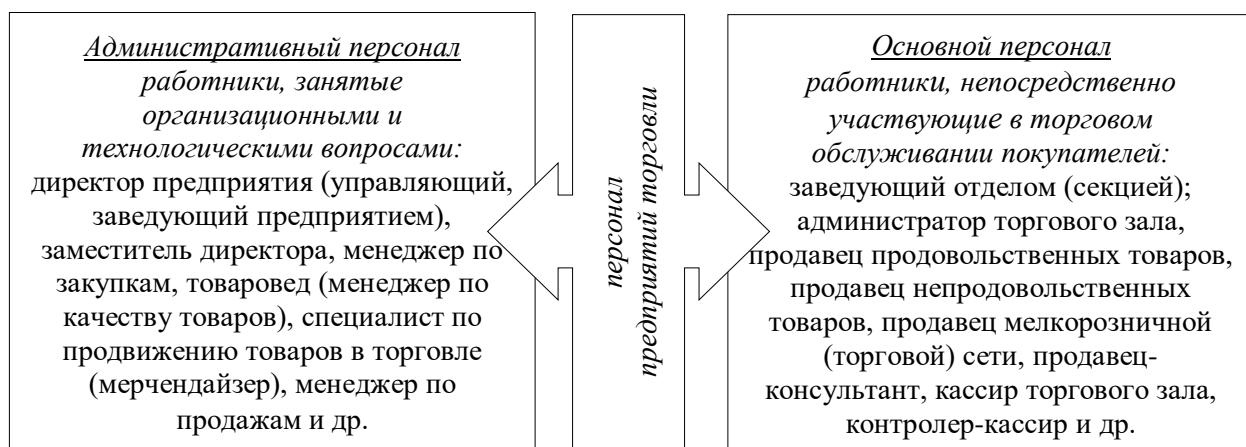 Административный персонал
работники, занятые
организационными и
технологическими вопросами:
директор предприятия (управляющий,
заведующий предприятием),
заместитель директора, менеджер по
закупкам, товаровед (менеджер по
качеству товаров), специалист по
продвижению товаров в торговле
(мерчендайзер), менеджер по
продажам и др.
персонал
предприятий торговли
Основной персонал
работники, непосредственно
участвующие в торговом
обслуживании покупателей:
заведующий отделом (секцией);
администратор торгового зала,
продавец продовольственных товаров,
продавец непродовольственных
товаров, продавец мелкорозничной
(торговой) сети, продавец-
консультант, кассир торгового зала,
контролер-кассир и др.